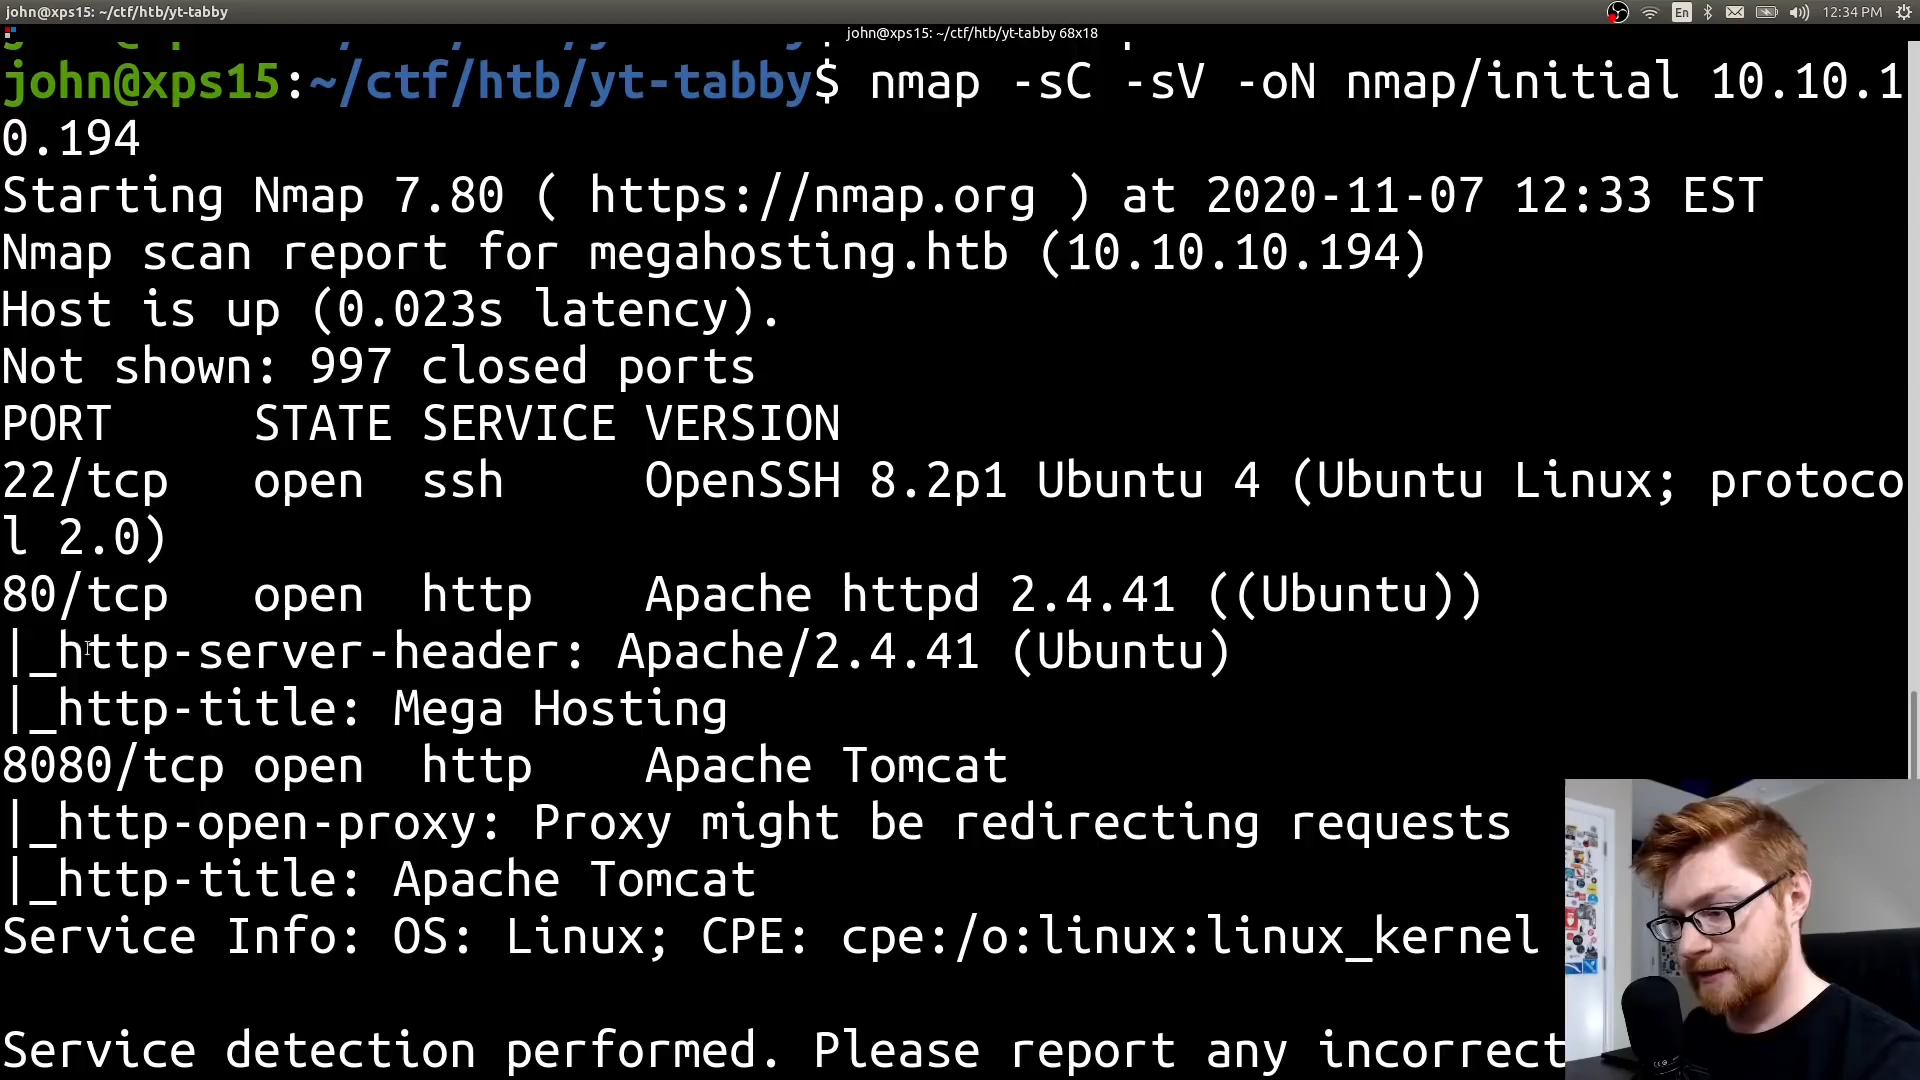 john@xps15: ~/ctf/htb/yt-tabby
En
12:34 PM
john@xps15: ~/ctf/htb/yt-tabby 68x18
john@xps15:~/ctf/htb/yt-tabby$ nmap -sC -sV -oN nmap/initial 10.10.1
0.194
Starting Nmap 7.80 ( https://nmap.org ) at 2020-11-07 12:33 EST
Nmap scan report for megahosting.htb (10.10.10.194)
Host is up (0.023s latency).
Not shown: 997 closed ports
PORT     STATE SERVICE VERSION
22/tcp   open  ssh     OpenSSH 8.2p1 Ubuntu 4 (Ubuntu Linux; protoco
l 2.0)
80/tcp   open  http    Apache httpd 2.4.41 ((Ubuntu))
|_http-server-header: Apache/2.4.41 (Ubuntu)
|_http-title: Mega Hosting
8080/tcp open  http    Apache Tomcat
|_http-open-proxy: Proxy might be redirecting requests
|_http-title: Apache Tomcat
Service Info: OS: Linux; CPE: cpe:/o:linux:linux_kernel
Service detection performed. Please report any incorrect